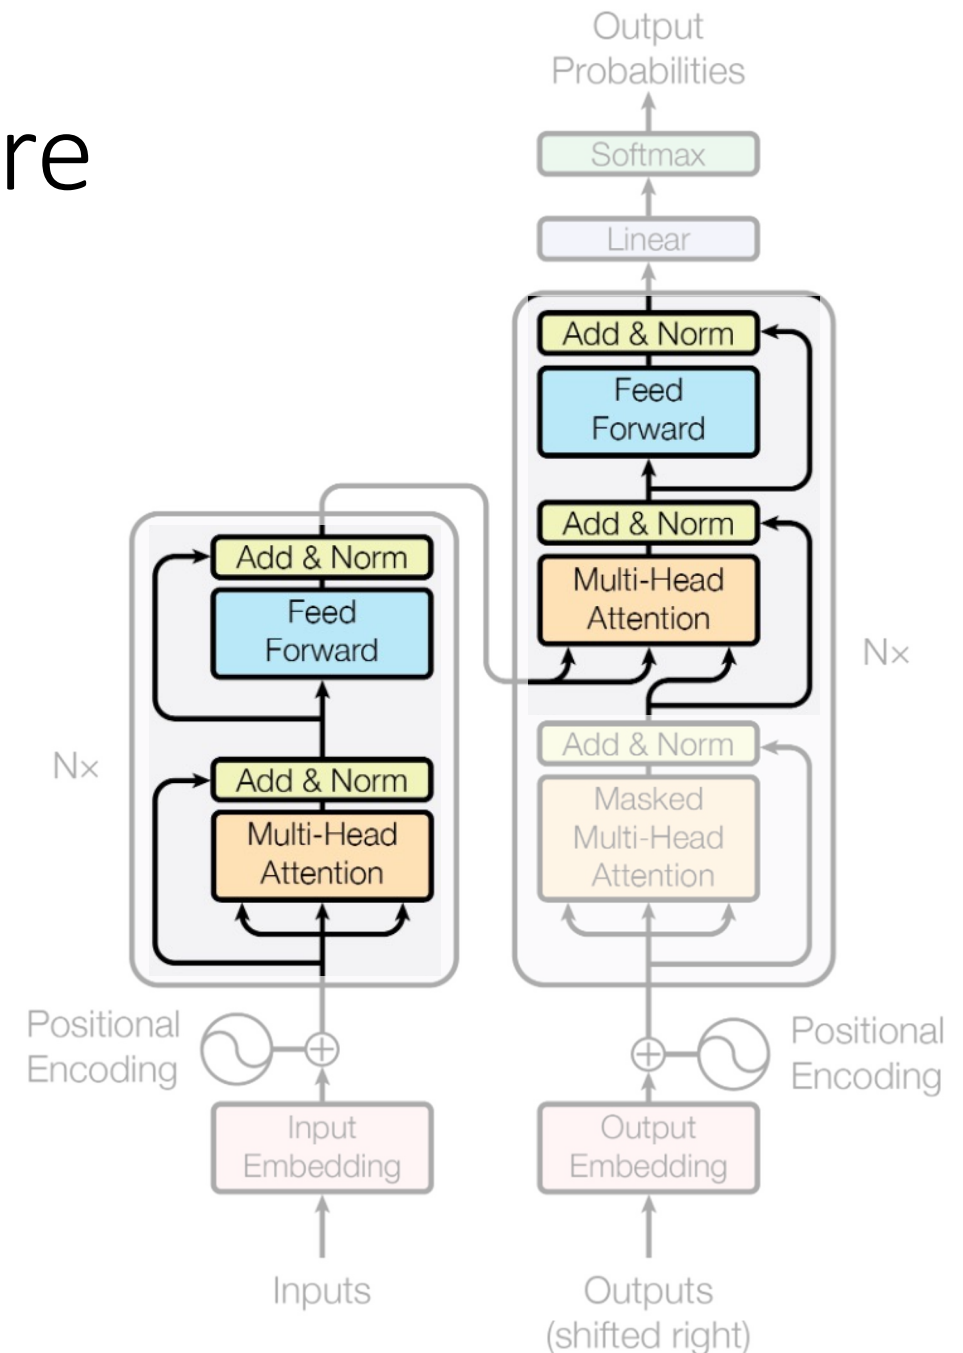 re
Output
Probabilities
Softmax
Linear
Add & Norm
Feed
Forward
Add & Norm
Multi-Head
Attention
Nx
Add & Norm
Masked
Multi-Head
Attention
Add & Norm
Feed
Forward
Nx
Add & Norm
Multi-Head
Attention
Positional
Encoding
Positional
Encoding
Input
Embedding
Output
Embedding
Inputs
Outputs
(shifted right)